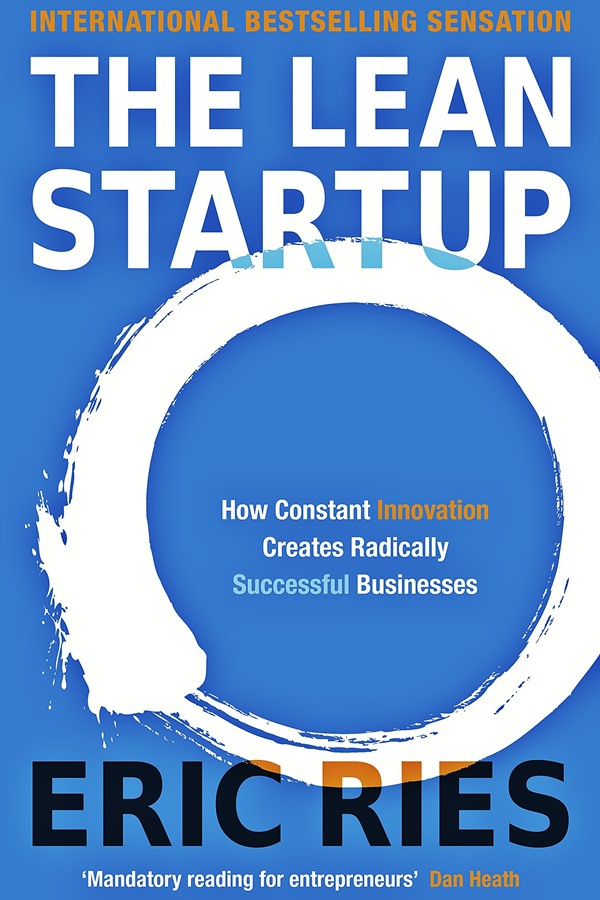 INTERNATIONAL BESTSELLING SENSATION
THE LEAN
STARTUP
How Constant Innovation
Creates Radically
Successful Businesses
ERIC RIES
‘Mandatory reading for entrepreneurs’ Dan Heath